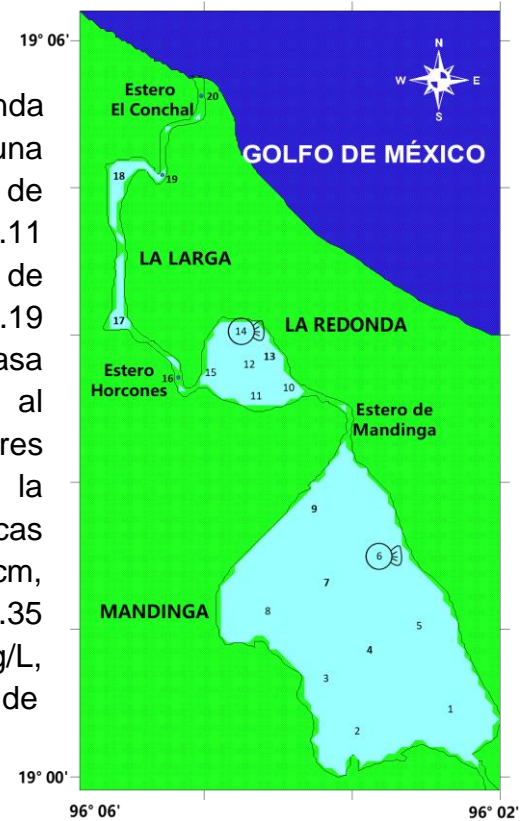 19° 06'
nda
una
de
.11
de
.19
asa
al
res
la
cas
cm,
.35
g/L,
de
Estero
El Conchal
20
N
W E
S
GOLFO DE MÉXICO
18
19
LA LARGA
17
LA REDONDA
14
13
12
15
16
Estero
Horcones
10
11
Estero de
Mandinga
9
6
7
MANDINGA
8
5
4
3
1
2
19° 00'
96° 06'
96° 02'